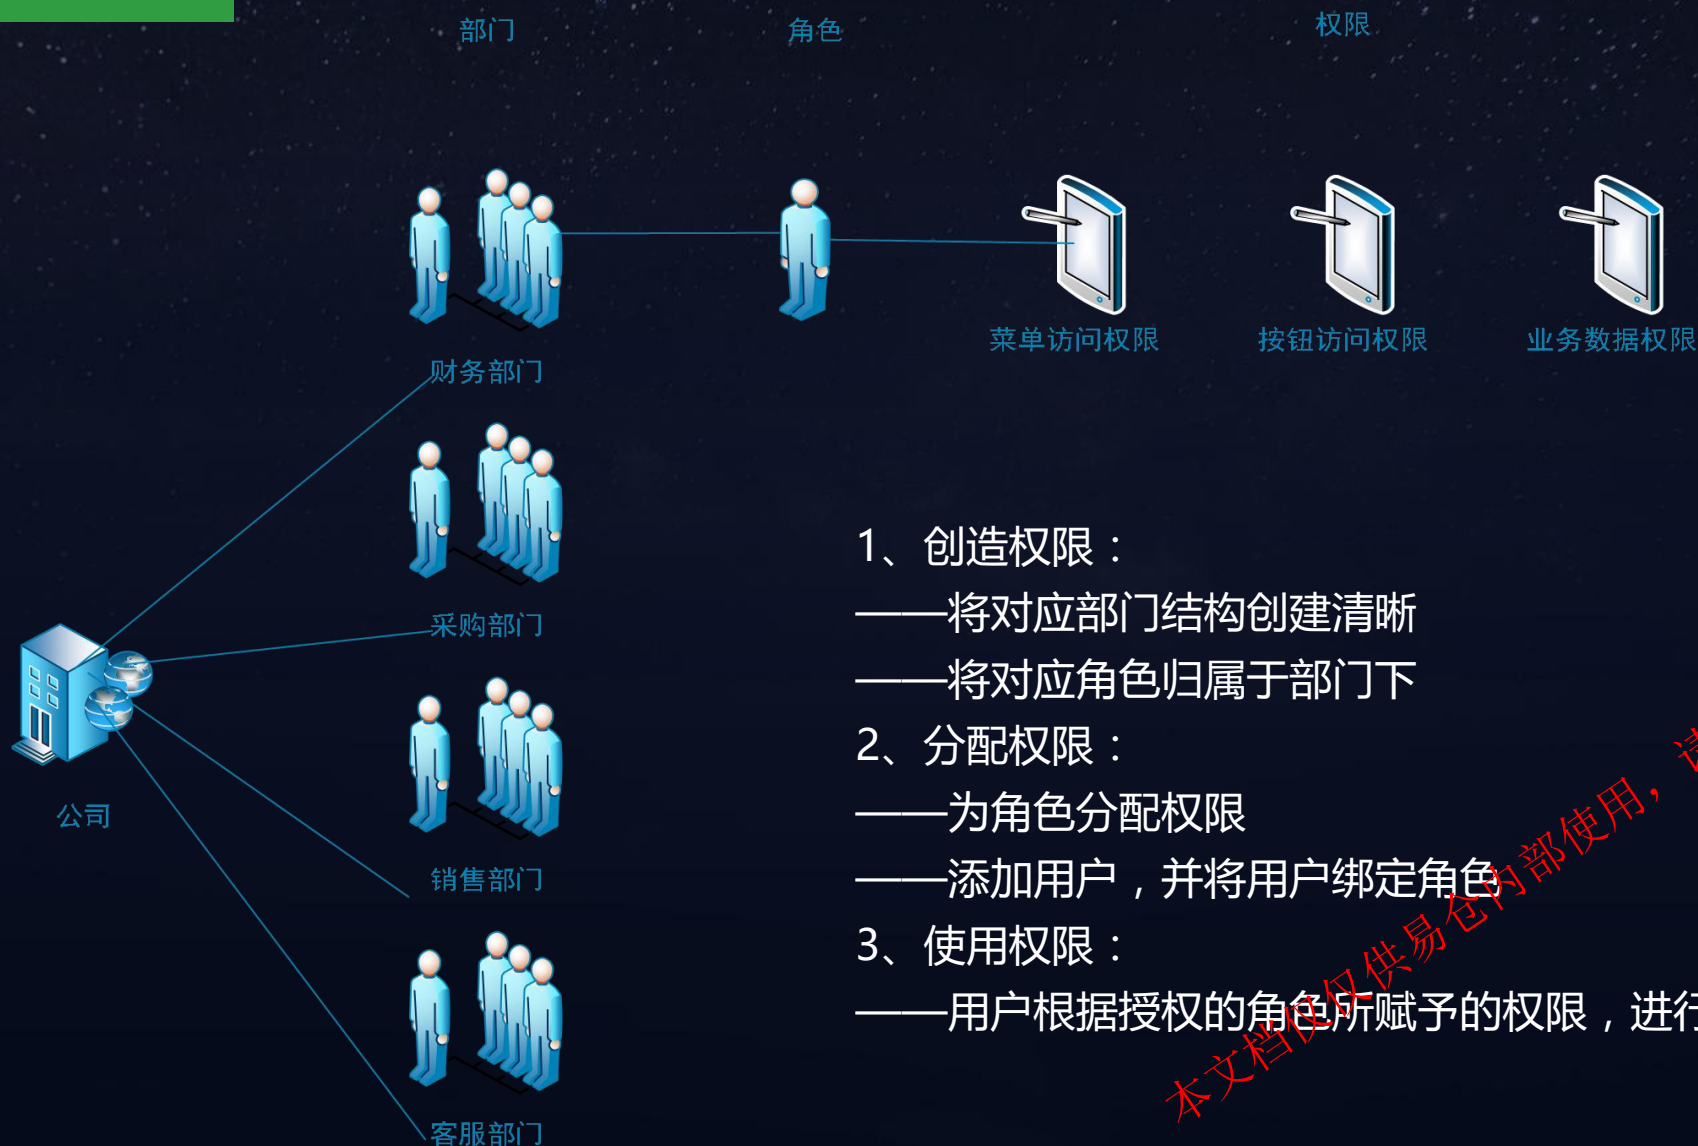 部门
角色
权限
菜单访问权限
按钮访问权限
业务数据权限
财务部门
采购部门
公司
销售部门
客服部门
1、创造权限：
——将对应部门结构创建清晰
——将对应角色归属于部门下
2、分配权限：
——为角色分配权限
——添加用户，并将用户绑定角色
3、使用权限：
——用户根据授权的角色所赋予的权限，进行
本文档仅仅供易仓内部使用，请